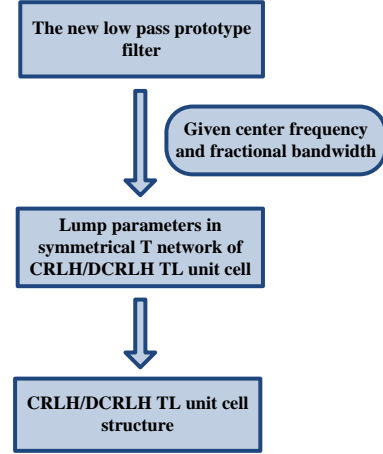 The new low pass prototype
filter
Given center frequency
and fractional bandwidth
Lump parameters in
symmetrical T network of
CRLH/DCRLH TL unit cell
CRLH/DCRLH TL unit cell
structure